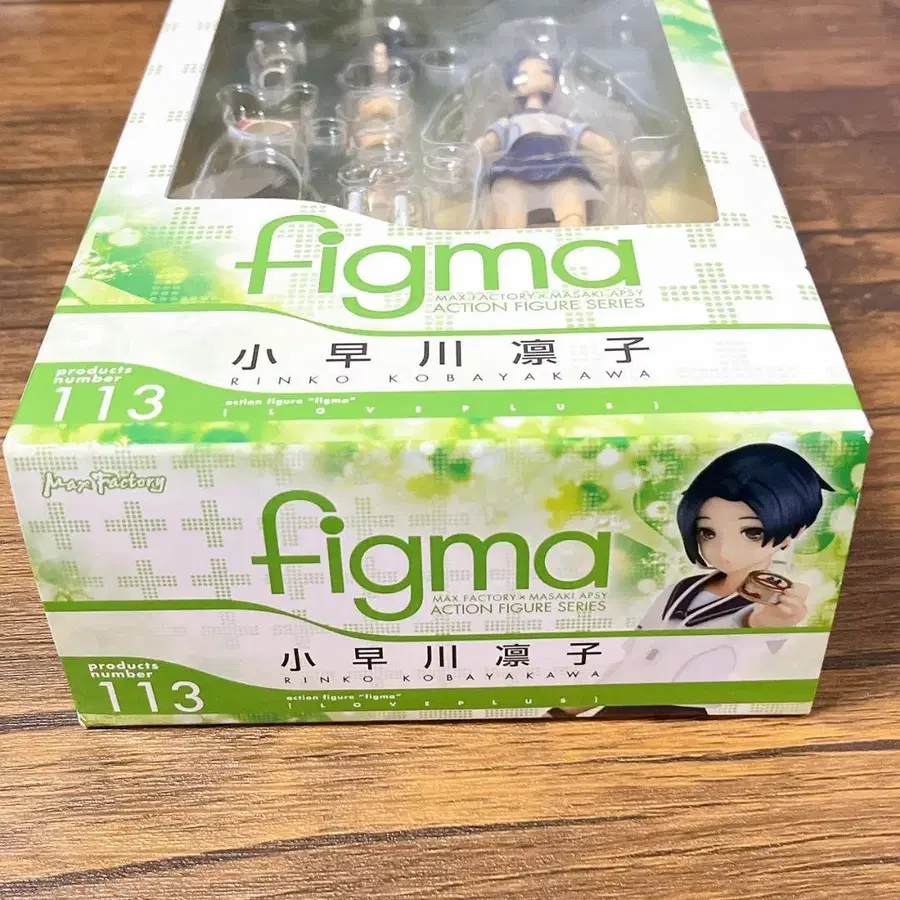 figma
MAX FACTORY × MASAKI APSY
ACTION FIGURE SERIES
小早川凛子
RINKO KOBAYAKAWA
products
number
113
action figure "figma"
[LOVEPLUS]
Max Factory
figma
MAX FACTORY × MASAKI APSY
ACTION FIGURE SERIES
小早川凛子
RINKO KOBAYAKAWA
products
number
113
action figure "figma"
[LOVEPLUS]